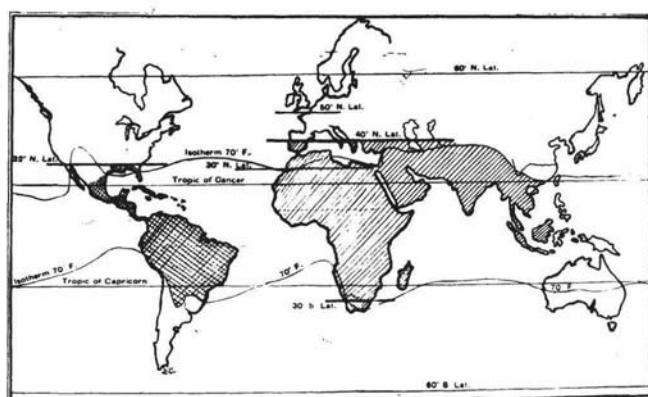 60° N. Lat.
50° N. Lat.
40° N. Lat.
Isotherm 70° F.
32° N. Lat.
30° N. Lat.
Tropic of Cancer
Isotherm 70° F.
70° F.
Tropic of Capricorn
70° F.
30 S Lat.
60° S Lat.